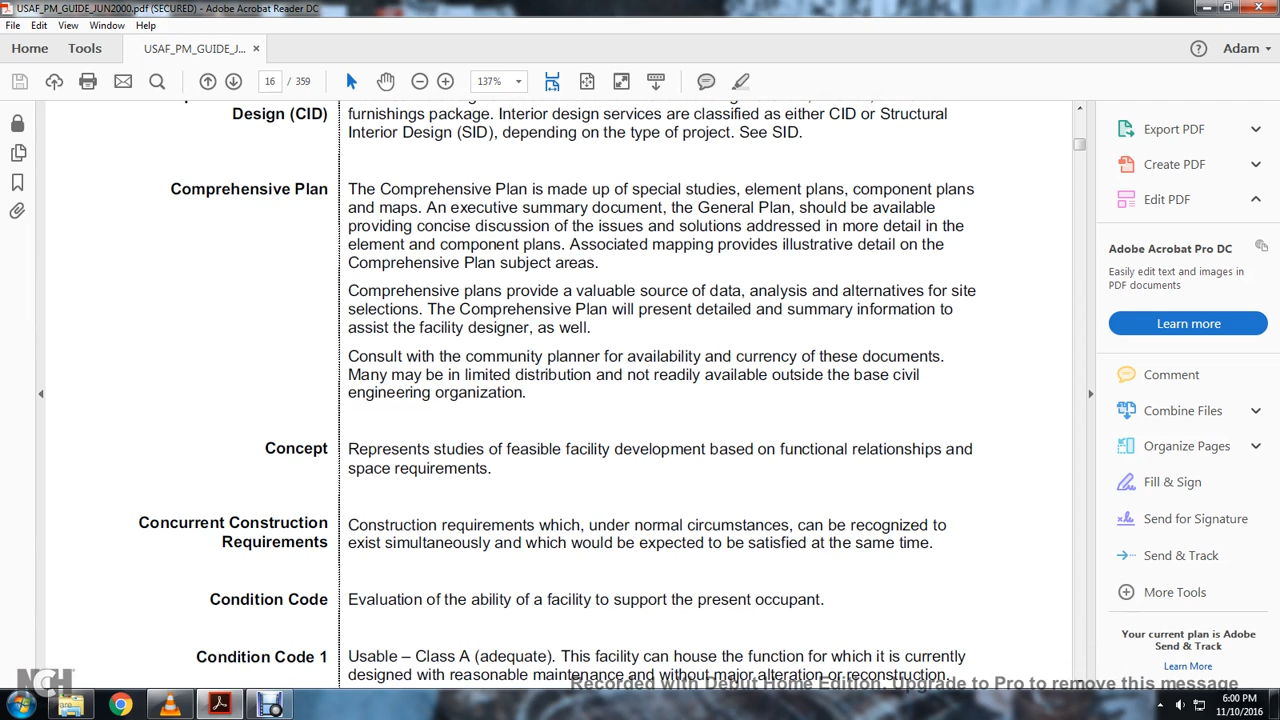 USAF_PM_GUIDE_JUN2000.pdf (SECURED) - Adobe Acrobat Reader DC
File Edit View Window Help
Home Tools USAF_PM_GUIDE_J... × Adam
16 / 359 137%
Design (CID)
furnishings package. Interior design services are classified as either CID or Structural
Interior Design (SID), depending on the type of project. See SID.
Comprehensive Plan
The Comprehensive Plan is made up of special studies, element plans, component plans
and maps. An executive summary document, the General Plan, should be available
providing concise discussion of the issues and solutions addressed in more detail in the
element and component plans. Associated mapping provides illustrative detail on the
Comprehensive Plan subject areas.
Comprehensive plans provide a valuable source of data, analysis and alternatives for site
selections. The Comprehensive Plan will present detailed and summary information to
assist the facility designer, as well.
Consult with the community planner for availability and currency of these documents.
Many may be in limited distribution and not readily available outside the base civil
engineering organization.
Concept
Represents studies of feasible facility development based on functional relationships and
space requirements.
Concurrent Construction
Requirements
Construction requirements which, under normal circumstances, can be recognized to
exist simultaneously and which would be expected to be satisfied at the same time.
Condition Code
Evaluation of the ability of a facility to support the present occupant.
Condition Code 1
Usable – Class A (adequate). This facility can house the function for which it is currently
designed with reasonable maintenance and without major alteration or reconstruction.
Export PDF
Create PDF
Edit PDF
Adobe Acrobat Pro DC
Easily edit text and images in
PDF documents
Learn more
Comment
Combine Files
Organize Pages
Fill & Sign
Send for Signature
Send & Track
More Tools
Your current plan is Adobe
Send & Track
Learn More
NCH
Recorded with Debut Home Edition. Upgrade to Pro to remove this message
6:00 PM
11/10/2016